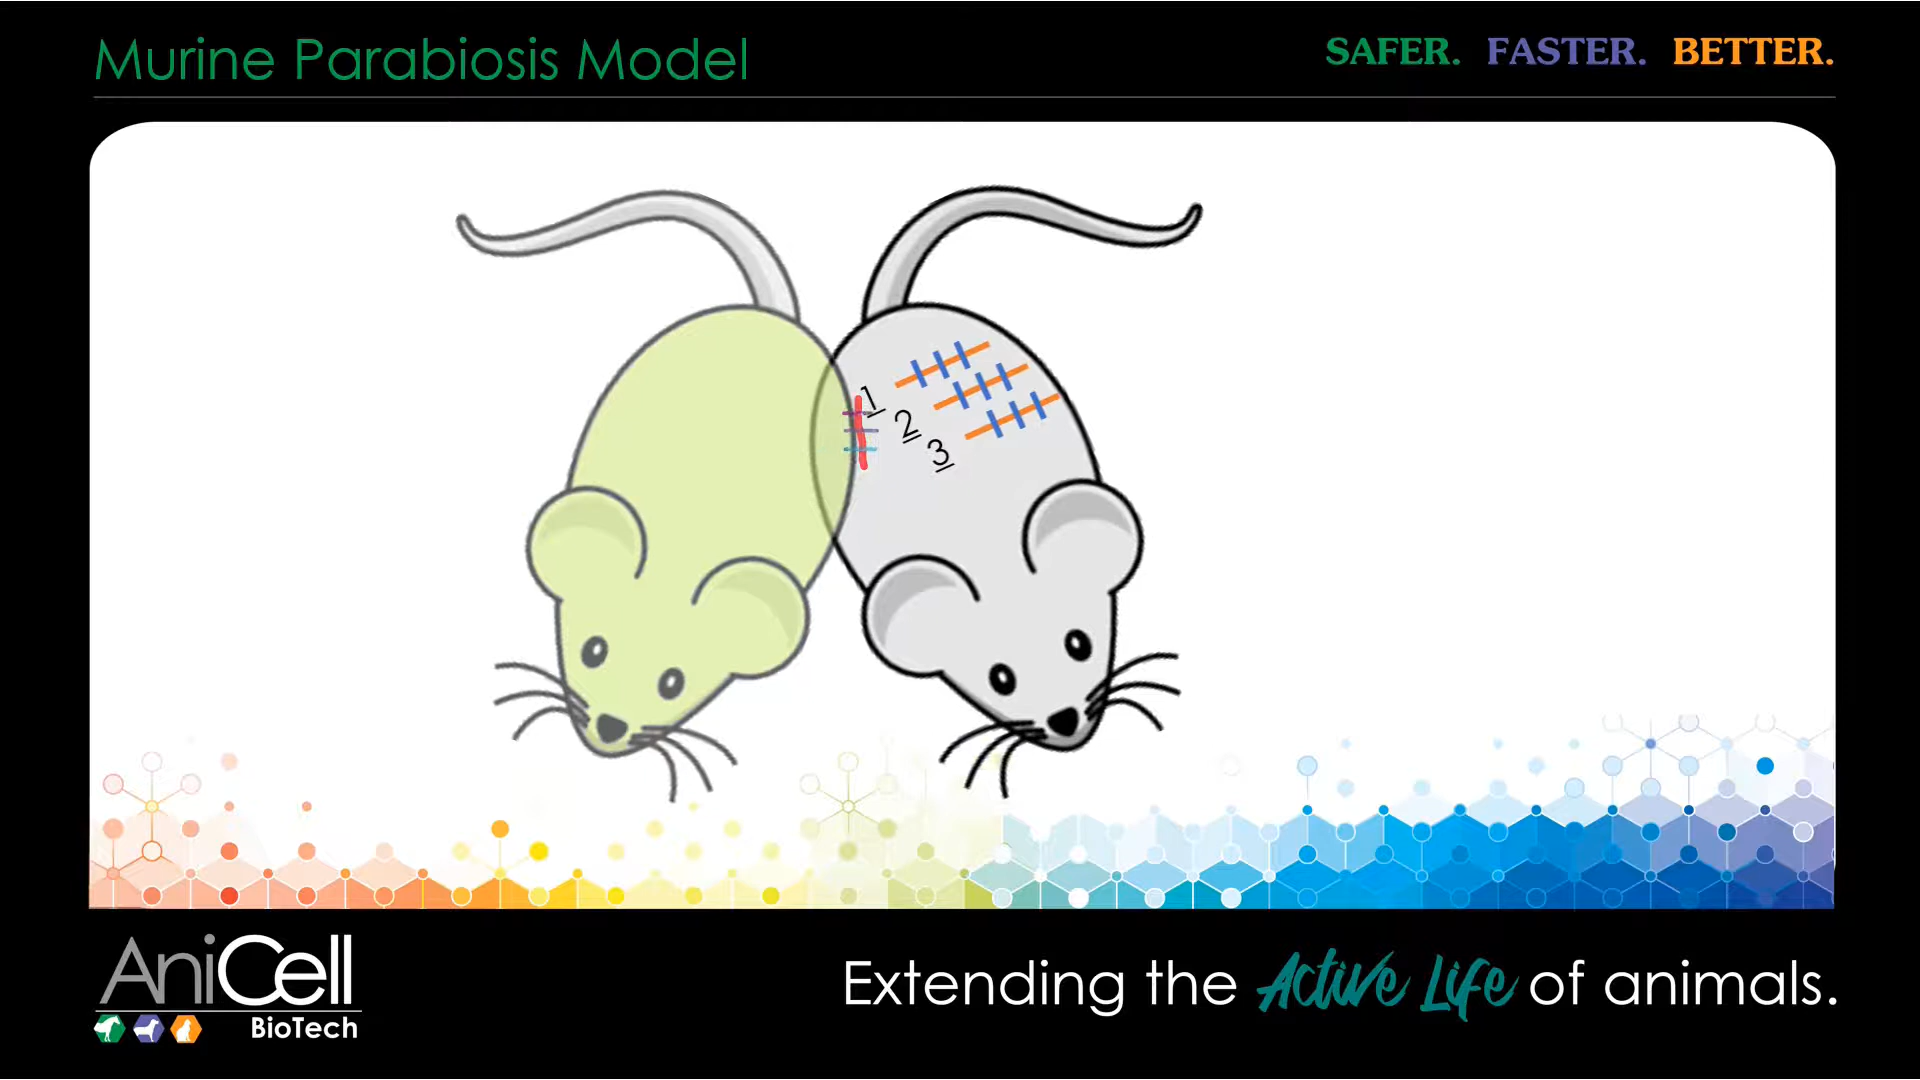 Murine Parabiosis Model
SAFER. FASTER. BETTER.
1
2
3
AniCell
BioTech
Extending the Active Life of animals.